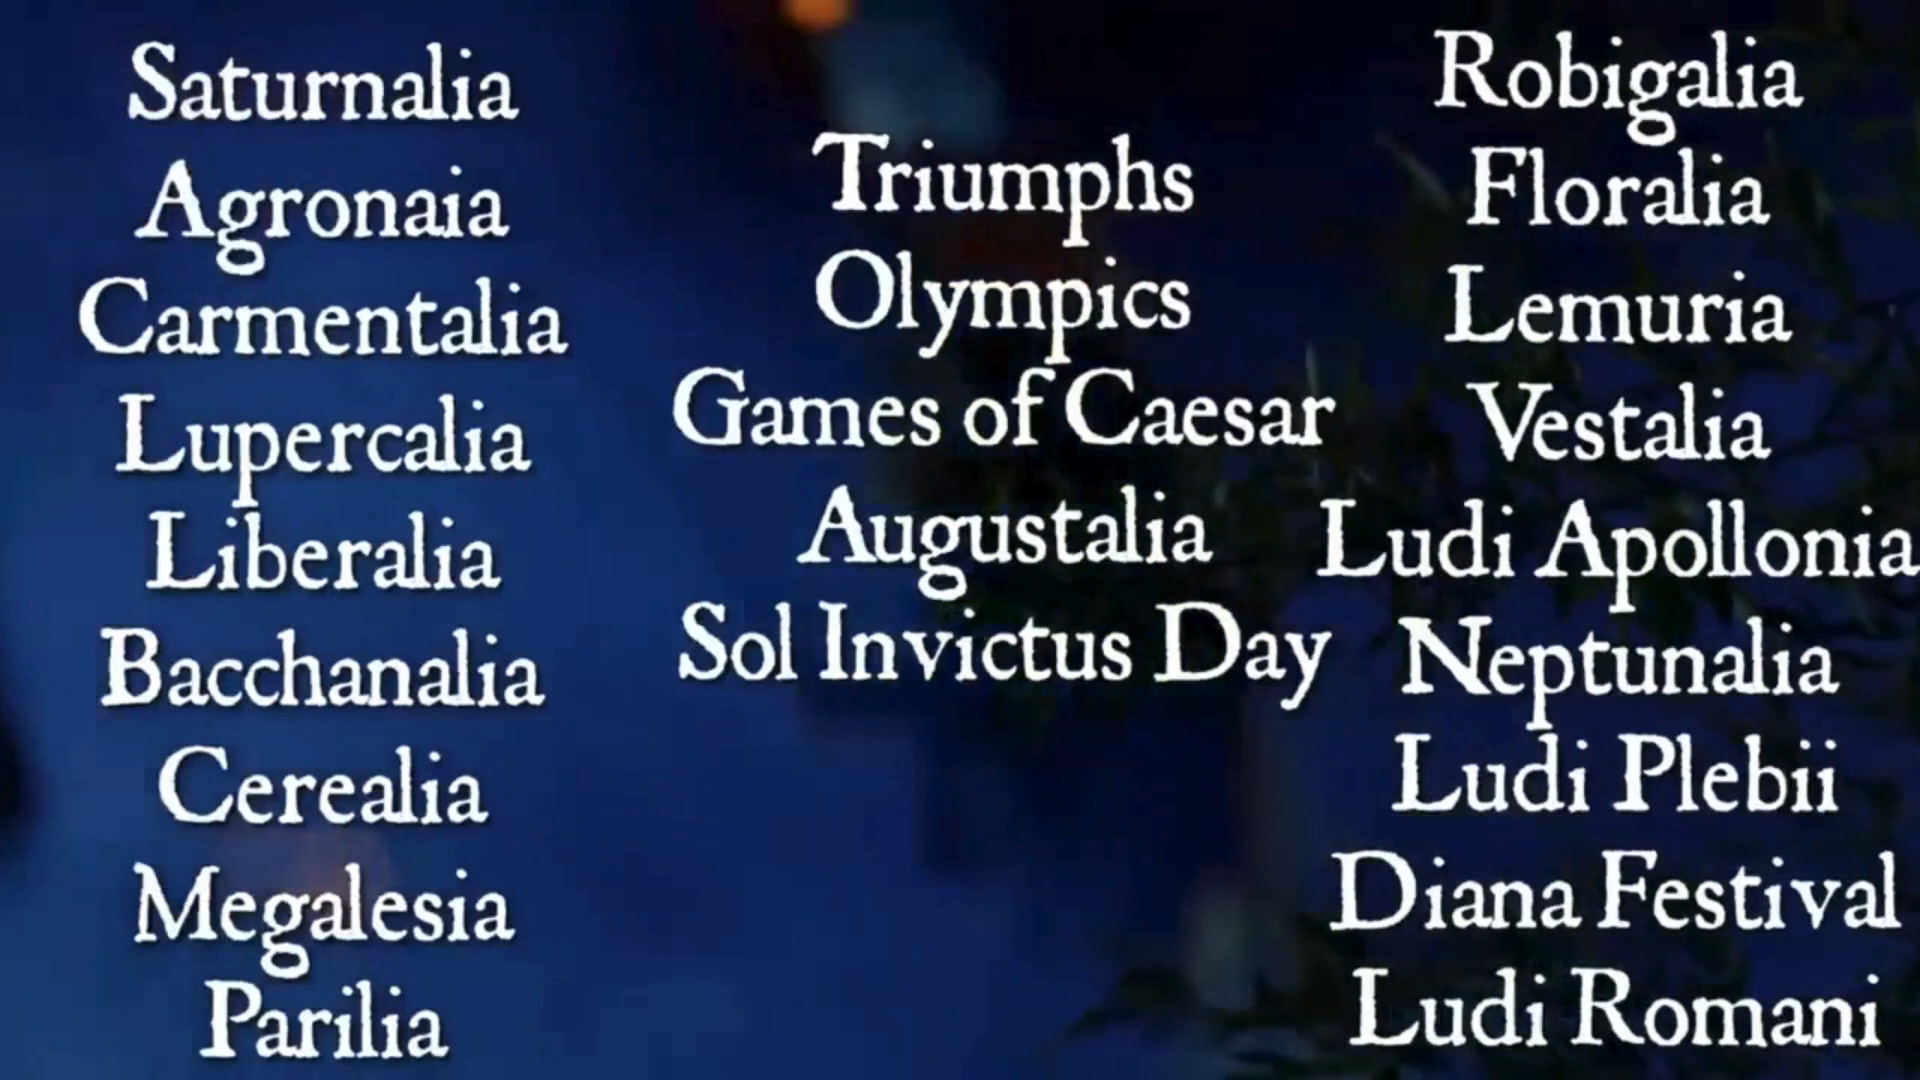 Saturnalia
Agronaia
Carmentalia
Lupercalia
Liberalia
Bacchanalia
Cerealia
Megalesia
Parilia
Triumphs
Olympics
Games of Caesar
Augustalia
Sol Invictus Day
Robigalia
Floralia
Lemuria
Vestalia
Ludi Apollonia
Neptunalia
Ludi Plebii
Diana Festival
Ludi Romani